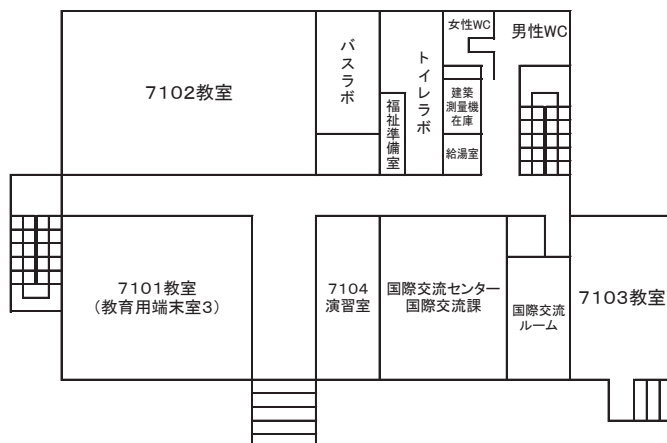 女性WC
男性WC
バスラボ
トイレラボ
7102教室
建築
測量機
在庫
福祉準備室
給湯室
7101教室
(教育用端末室3)
7104
演習室
国際交流センター
国際交流課
国際交流
ルーム
7103教室